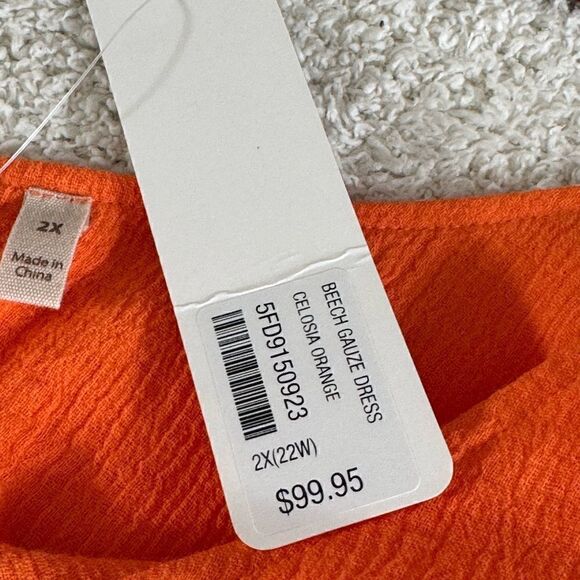 2X
Made in
China
BEECH GAUZE DRESS
CELOSIA ORANGE
5FD9150923
2X(22W)
$99.95